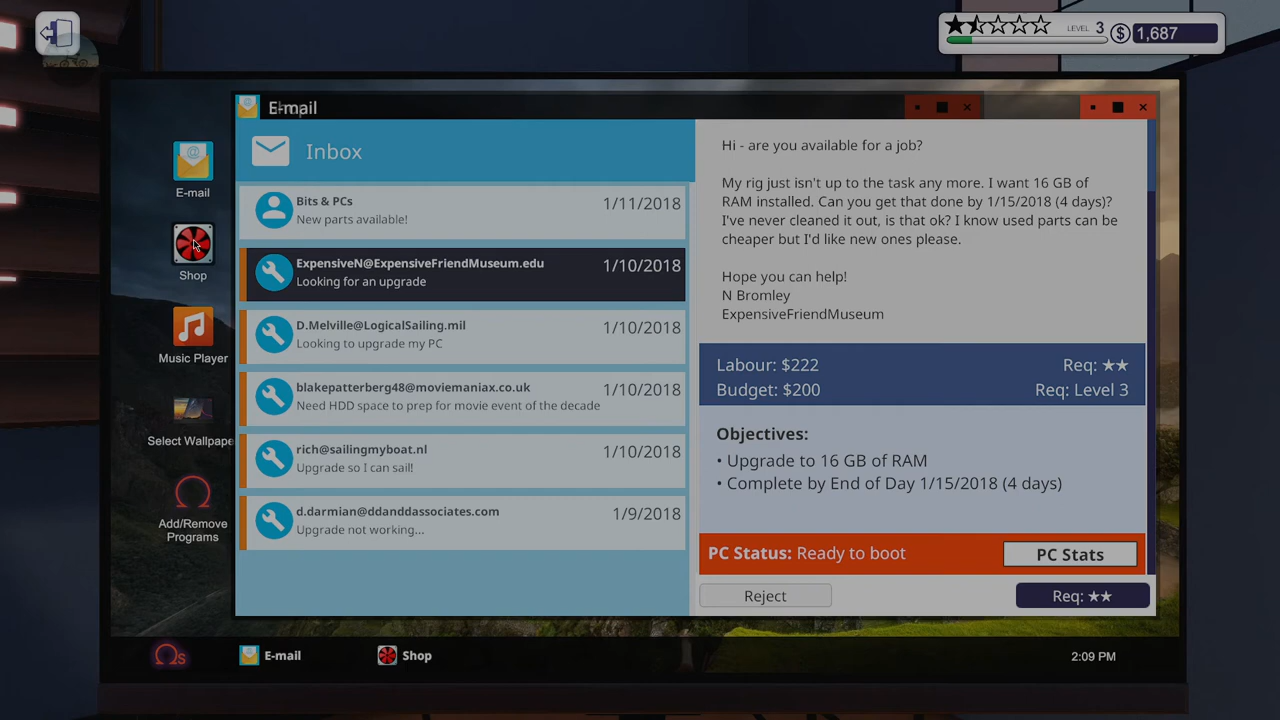 LEVEL 3
$ 1,687
E-mail
Inbox
Bits & PCs
New parts available!
1/11/2018
ExpensiveN@ExpensiveFriendMuseum.edu
Looking for an upgrade
1/10/2018
D.Melville@LogicalSailing.mil
Looking to upgrade my PC
1/10/2018
blakepatterberg48@moviemaniax.co.uk
Need HDD space to prep for movie event of the decade
1/10/2018
rich@sailingmyboat.nl
Upgrade so I can sail!
1/10/2018
d.darmian@ddanddassociates.com
Upgrade not working...
1/9/2018
Hi - are you available for a job?
My rig just isn't up to the task any more. I want 16 GB of
RAM installed. Can you get that done by 1/15/2018 (4 days)?
I've never cleaned it out, is that ok? I know used parts can be
cheaper but I'd like new ones please.
Hope you can help!
N Bromley
ExpensiveFriendMuseum
Labour: $222
Req: ★★
Budget: $200
Req: Level 3
Objectives:
• Upgrade to 16 GB of RAM
• Complete by End of Day 1/15/2018 (4 days)
PC Status: Ready to boot
PC Stats
Reject
Req: ★★
E-mail
Shop
Music Player
Select Wallpape
Add/Remove
Programs
Ωs
E-mail
Shop
2:09 PM